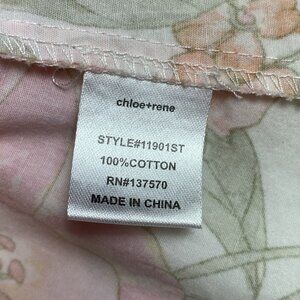 chloe+rene
STYLE#11901ST
100%COTTON
RN#137570
MADE IN CHINA